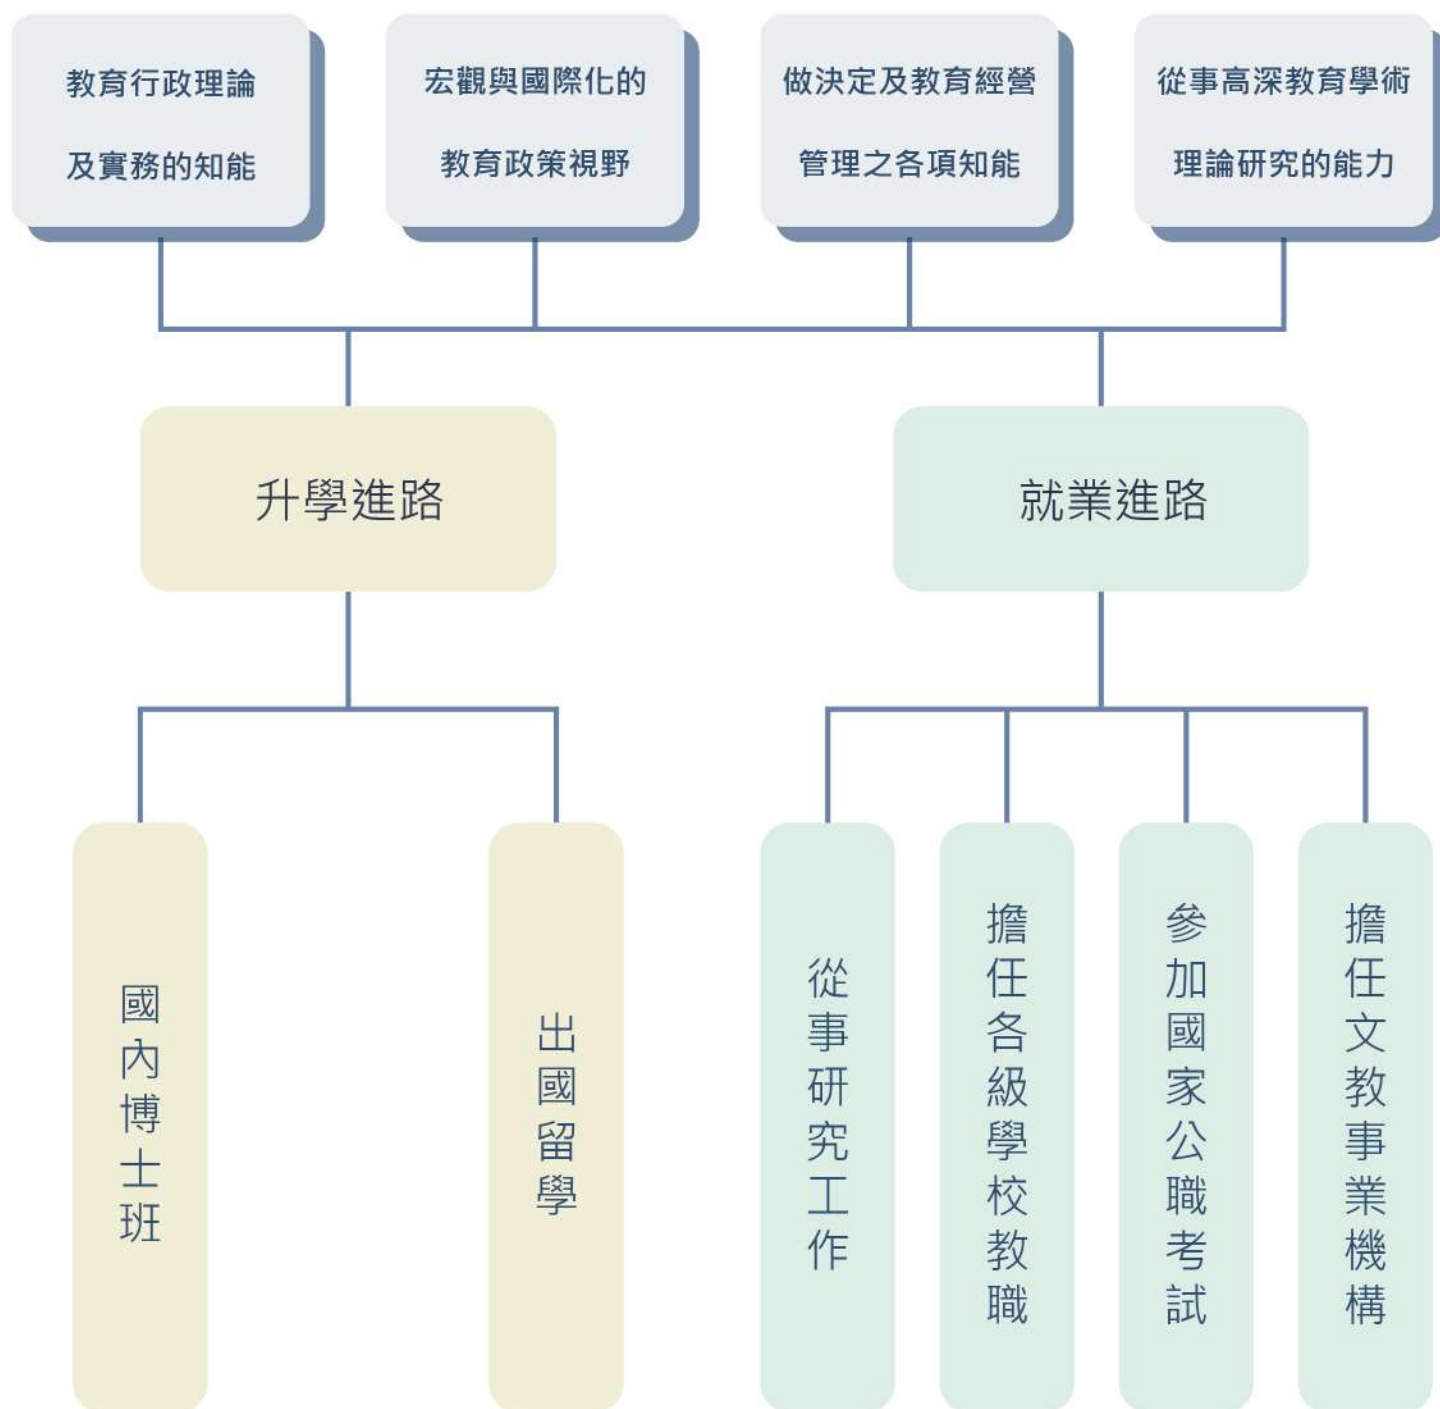 教育行政理論
及實務的知能
宏觀與國際化的
教育政策視野
做決定及教育經營
管理之各項知能
從事高深教育學術
理論研究的能力
升學進路
就業進路
國內博士班
出國留學
從事研究工作
擔任各級學校教職
參加國家公職考試
擔任文教事業機構